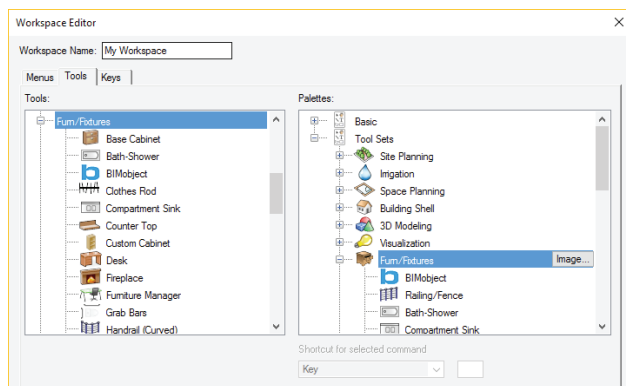 Workspace Editor
Workspace Name: My Workspace
Menus Tools Keys
Tools:
Furn/Fixtures
Base Cabinet
Bath-Shower
BIMobject
Clothes Rod
Compartment Sink
Counter Top
Custom Cabinet
Desk
Fireplace
Furniture Manager
Grab Bars
Handrail (Curved)
Palettes:
Basic
Tool Sets
Site Planning
Irrigation
Space Planning
Building Shell
3D Modeling
Visualization
Furn/Fixtures Image...
BIMobject
Railing/Fence
Bath-Shower
Compartment Sink
Shortcut for selected command
Key